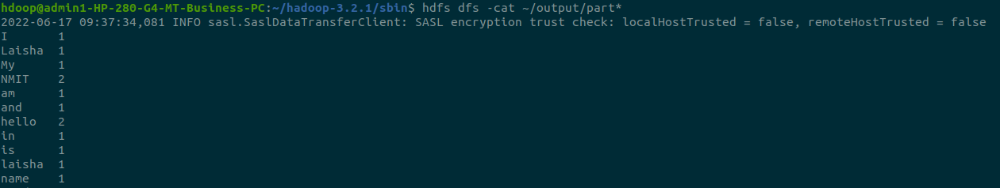 hdoop@admin1-HP-280-G4-MT-Business-PC:~/hadoop-3.2.1/sbin$ hdfs dfs -cat ~/output/part*
2022-06-17 09:37:34,081 INFO sasl.SaslDataTransferClient: SASL encryption trust check: localHostTrusted = false, remoteHostTrusted = false
I 1
Laisha 1
My 1
NMIT 2
am 1
and 1
hello 2
in 1
is 1
laisha 1
name 1